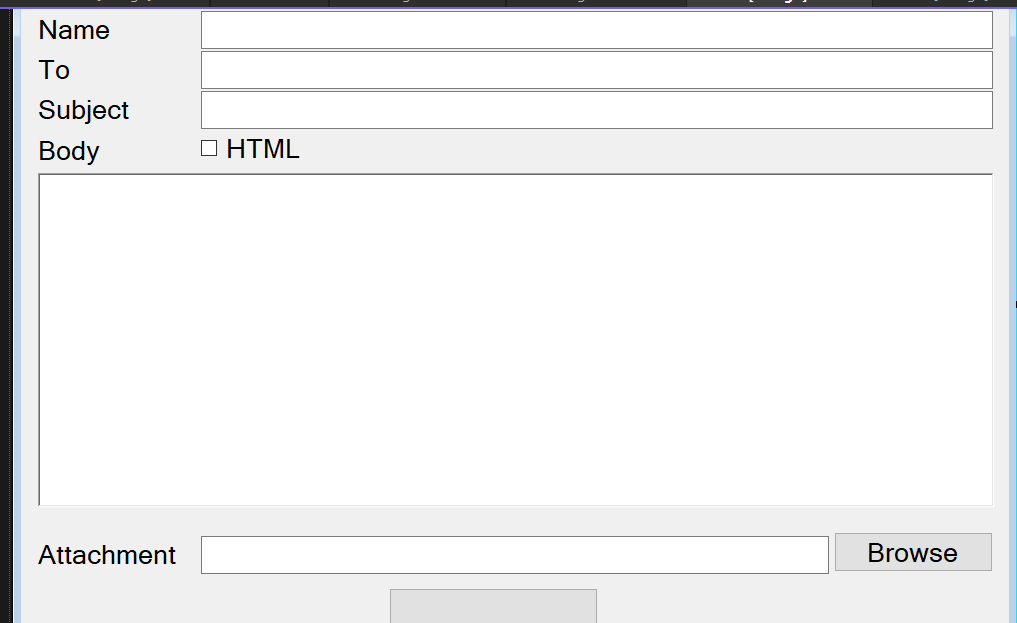 Name
To
Subject
Body
HTML
Attachment
Browse